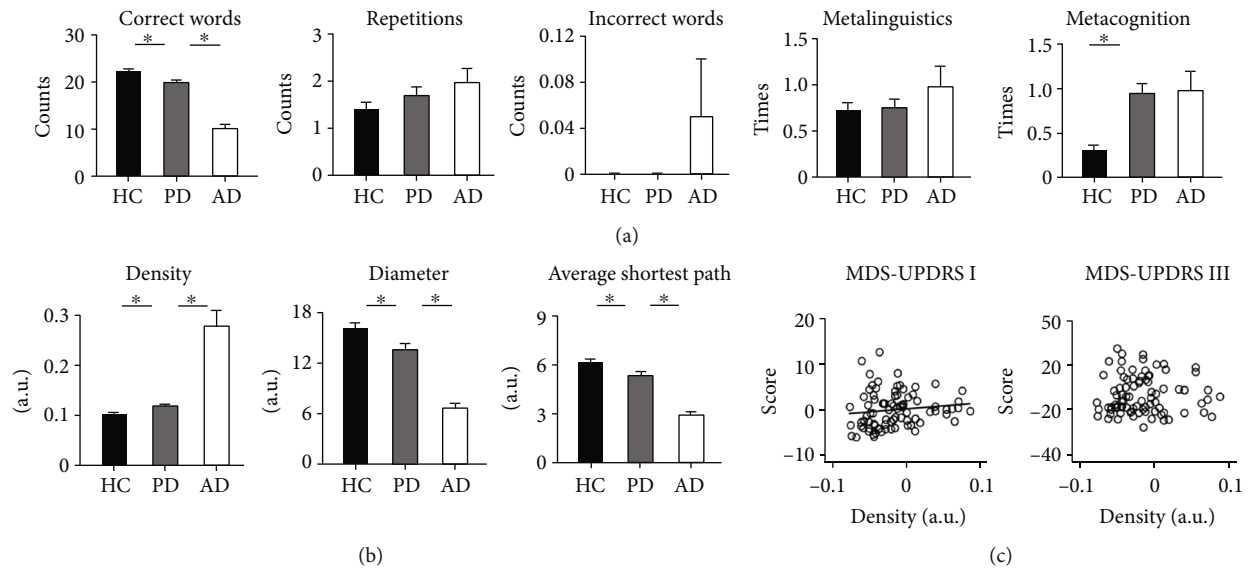 Correct words
Repetitions
Incorrect words
Metalinguistics
Metacognition
Counts
30
20
10
0
* *
HC PD AD
Counts
3
2
1
0
HC PD AD
Counts
0.12
0.08
0.04
0
HC PD AD
Times
1.5
1.0
0.5
0
HC PD AD
Times
1.5
1.0
0.5
0
*
HC PD AD
(a)
Density
Diameter
Average shortest path
MDS-UPDRS I
MDS-UPDRS III
(a.u.)
0.3
0.2
0.1
0
* *
HC PD AD
(a.u.)
18
12
6
0
* *
HC PD AD
(a.u.)
9
6
3
0
* *
HC PD AD
Score
20
10
0
−10
−0.1 0 0.1
Density (a.u.)
Score
50
20
−20
−40
−0.1 0 0.1
Density (a.u.)
(b)
(c)